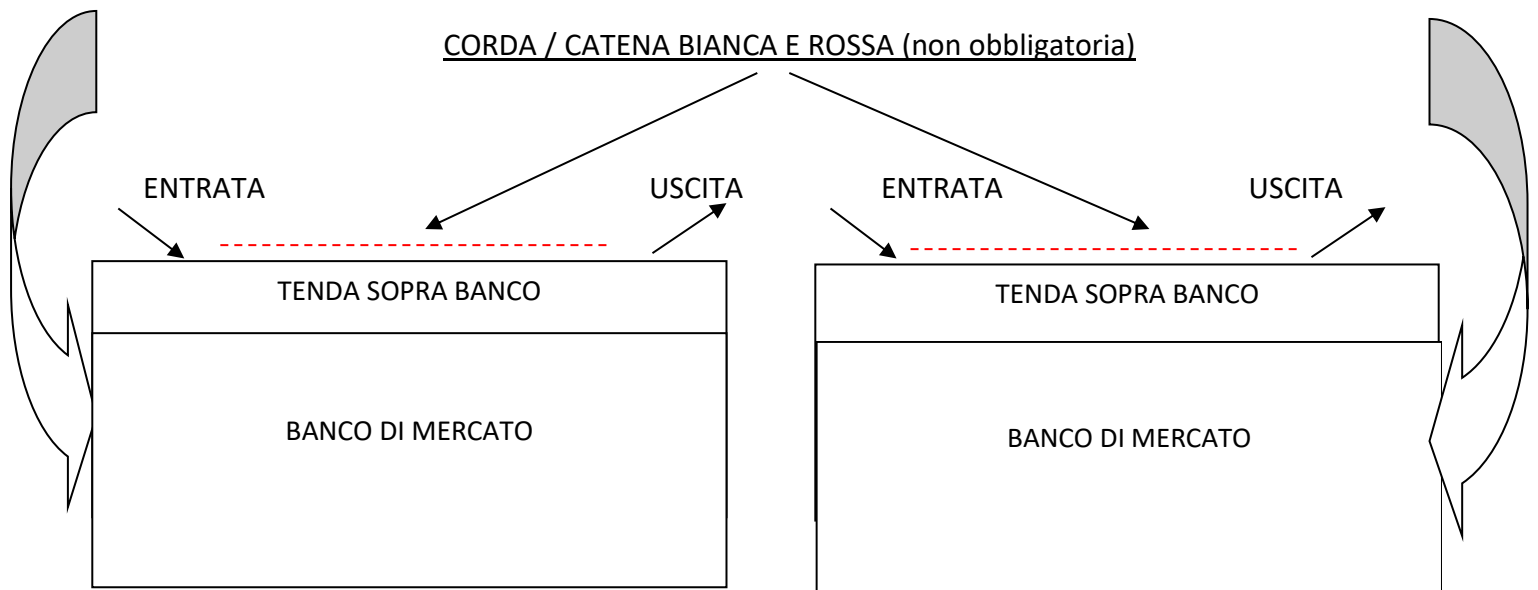 CORDA / CATENA BIANCA E ROSSA (non obbligatoria)
ENTRATA USCITA ENTRATA USCITA
TENDA SOPRA BANCO TENDA SOPRA BANCO
BANCO DI MERCATO BANCO DI MERCATO